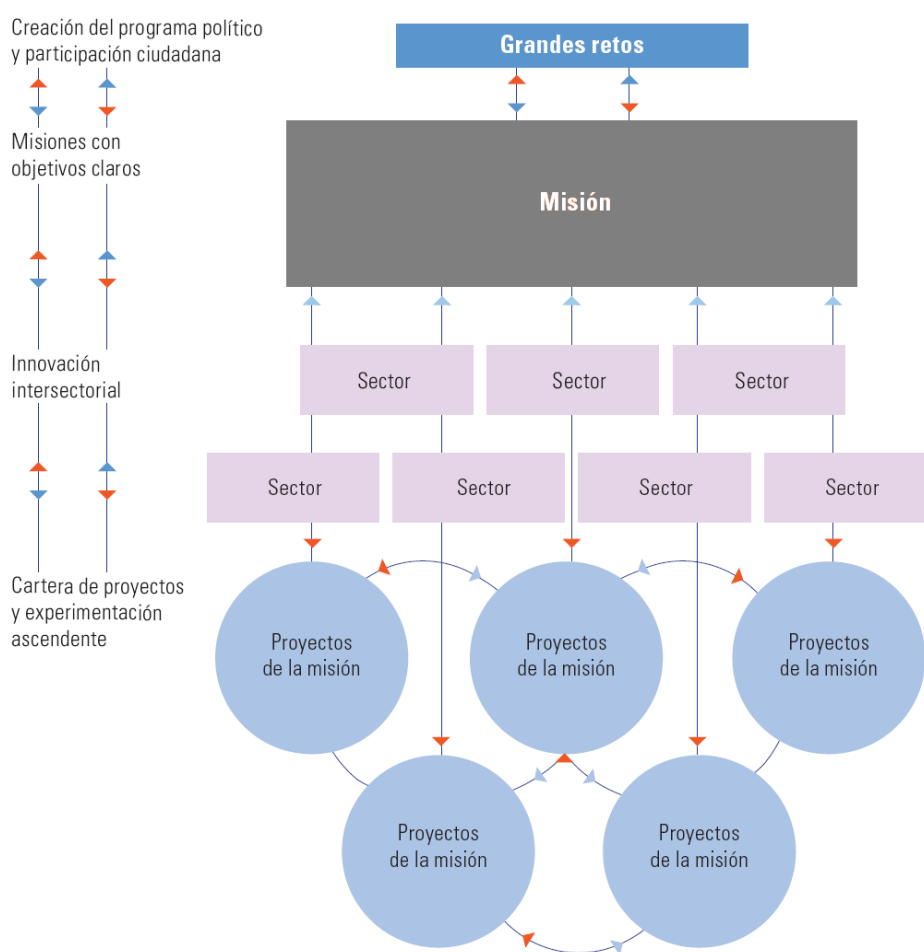 Creación del programa político
y participación ciudadana
Grandes retos
Misiones con
objetivos claros
Misión
Innovación
intersectorial
Sector
Sector
Sector
Sector
Sector
Sector
Sector
Cartera de proyectos
y experimentación
ascendente
Proyectos
de la misión
Proyectos
de la misión
Proyectos
de la misión
Proyectos
de la misión
Proyectos
de la misión